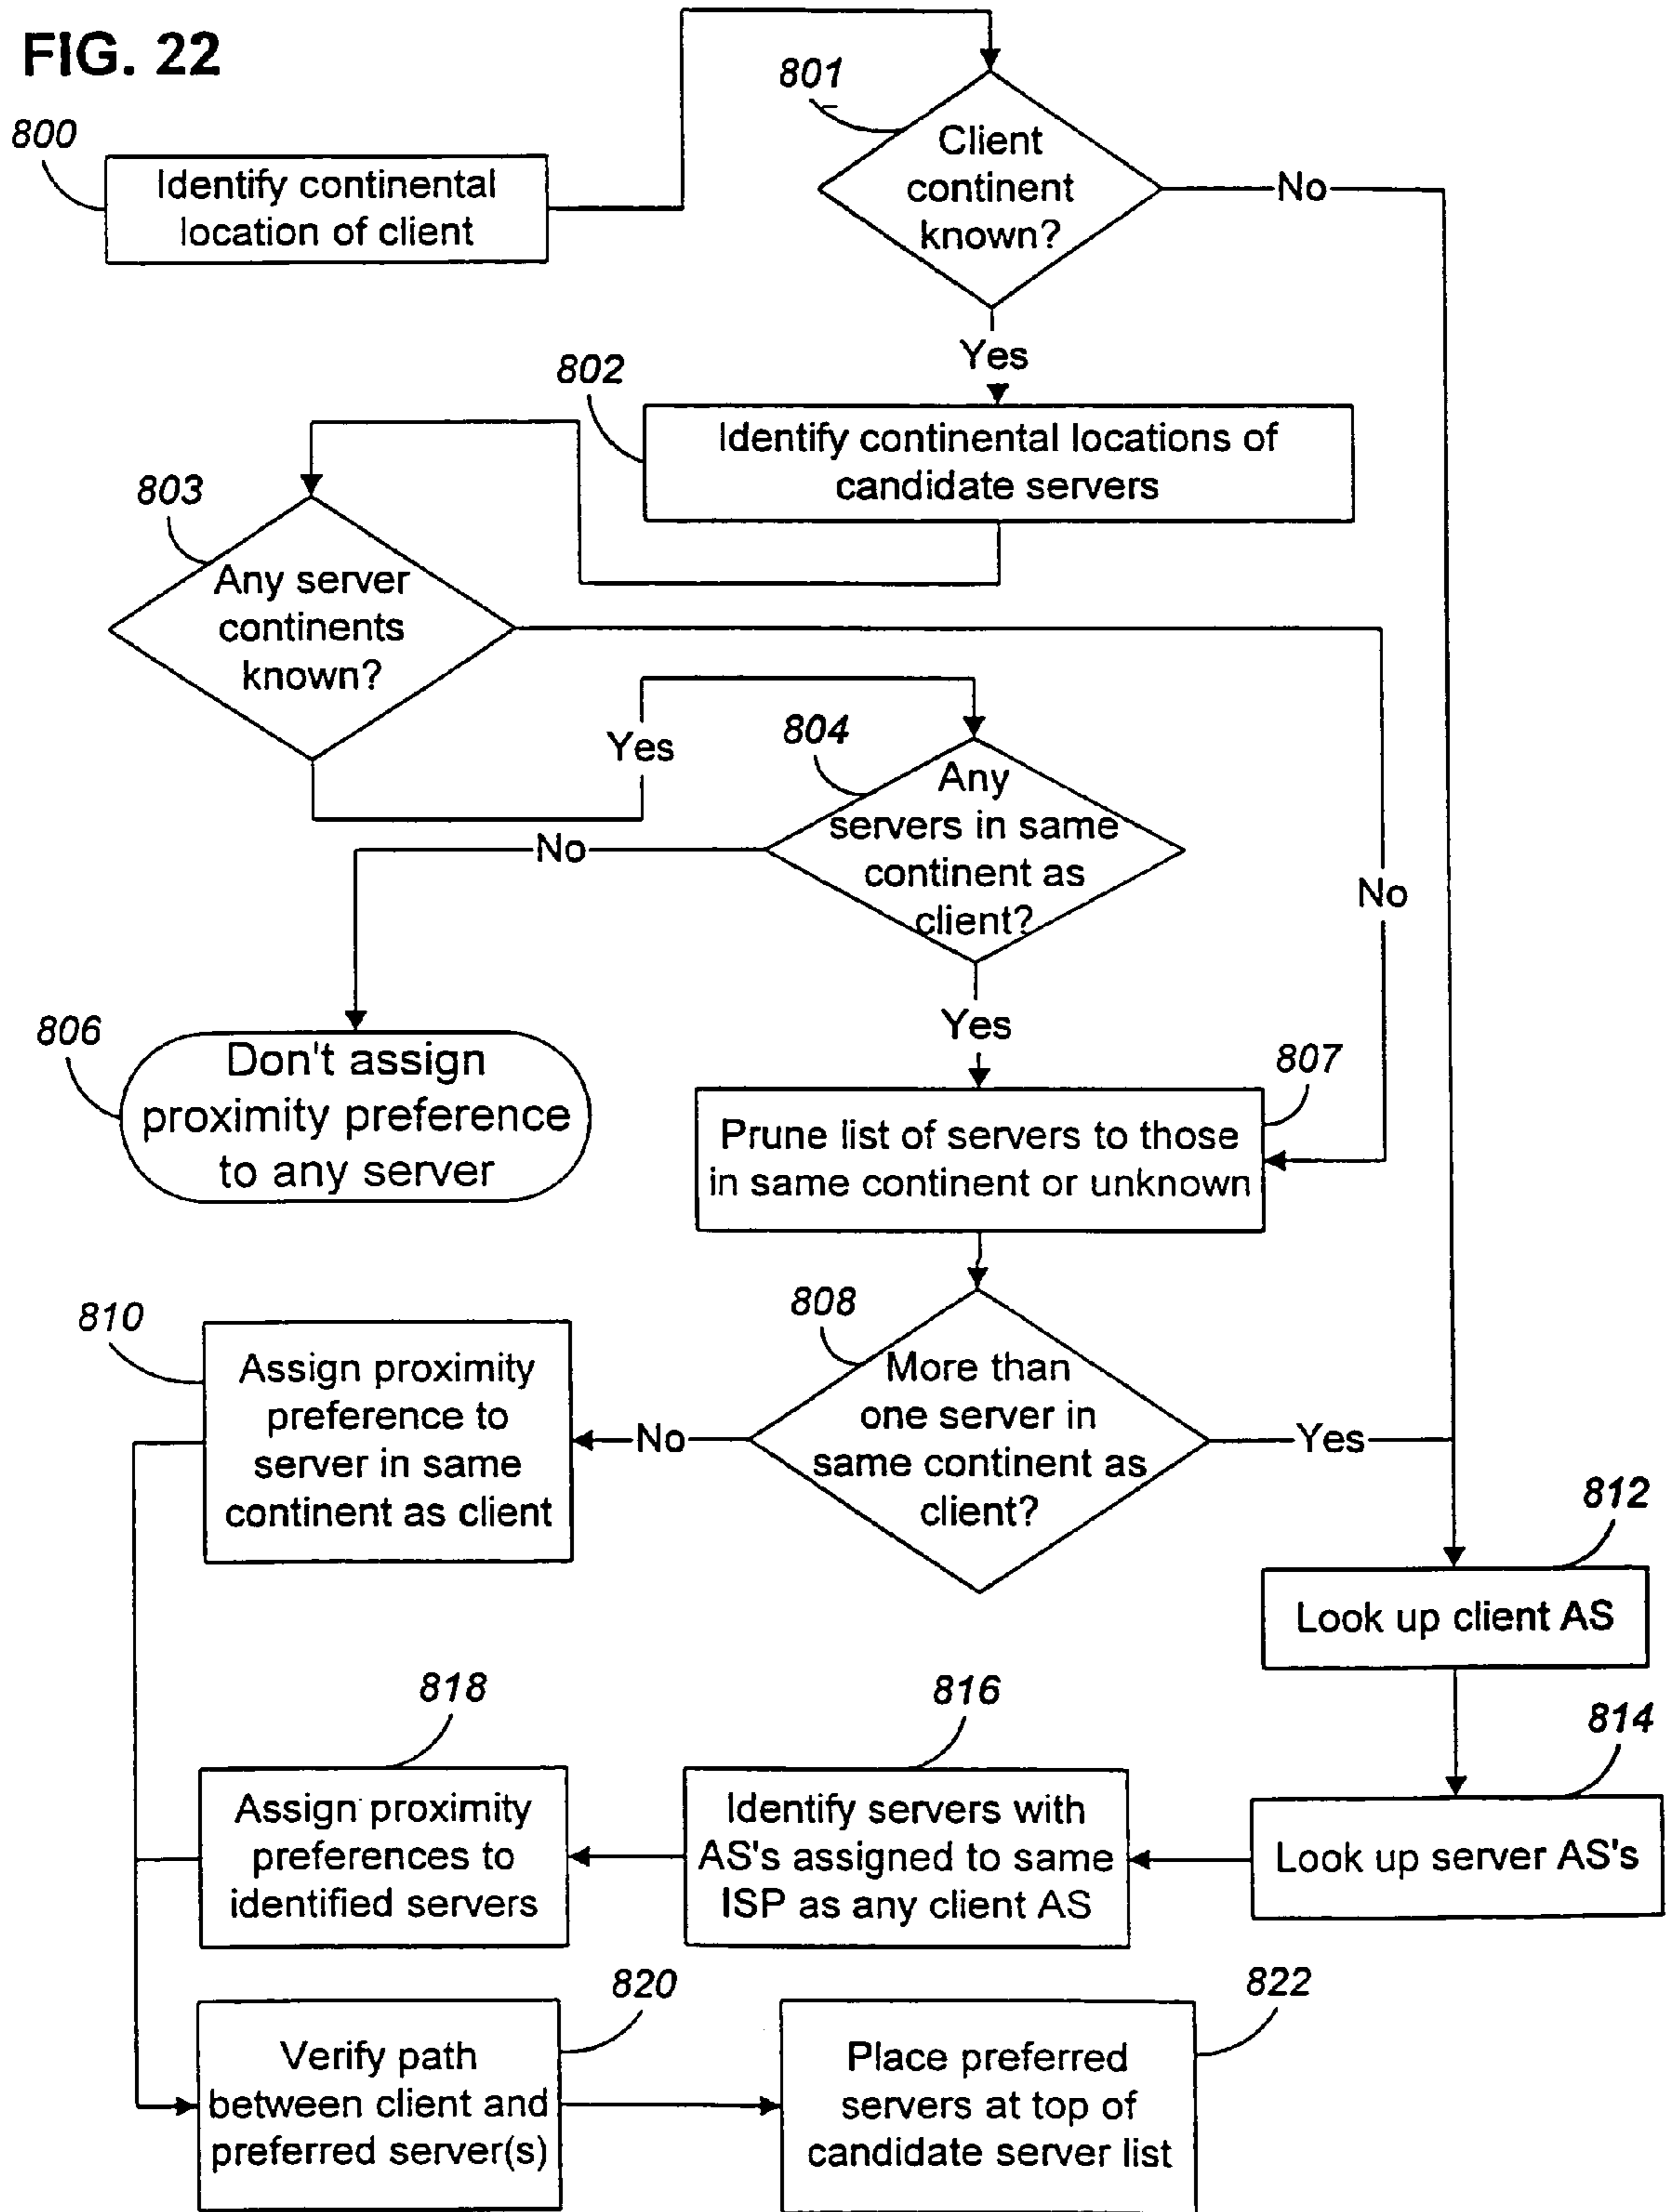 FIG. 22
800
Identify continental
location of client
801
Client
continent
known?
No
Yes
802
Identify continental locations of
candidate servers
803
Any server
continents
known?
Yes
804
Any
servers in same
continent as
client?
No
No
Yes
806
Don't assign
proximity preference
to any server
807
Prune list of servers to those
in same continent or unknown
808
More than
one server in
same continent as
client?
810
Assign proximity
preference to
server in same
continent as client
No
Yes
812
Look up client AS
814
Look up server AS's
816
Identify servers with
AS's assigned to same
ISP as any client AS
818
Assign proximity
preferences to
identified servers
820
Verify path
between client and
preferred server(s)
822
Place preferred
servers at top of
candidate server list